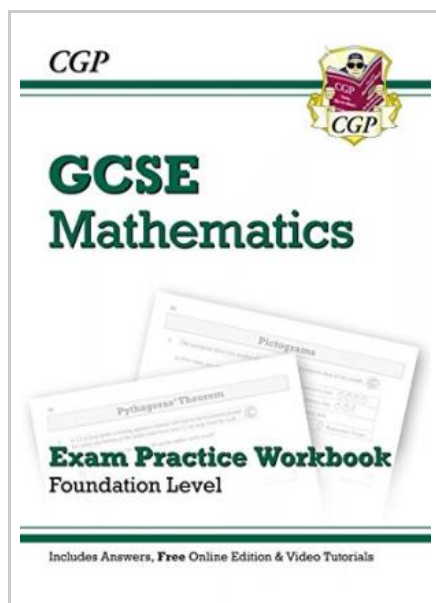 CGP
CGP
CGP
GCSE
Mathematics
Pictograms
Pythagoras' Theorem
Exam Practice Workbook
Foundation Level
Includes Answers, Free Online Edition & Video Tutorials